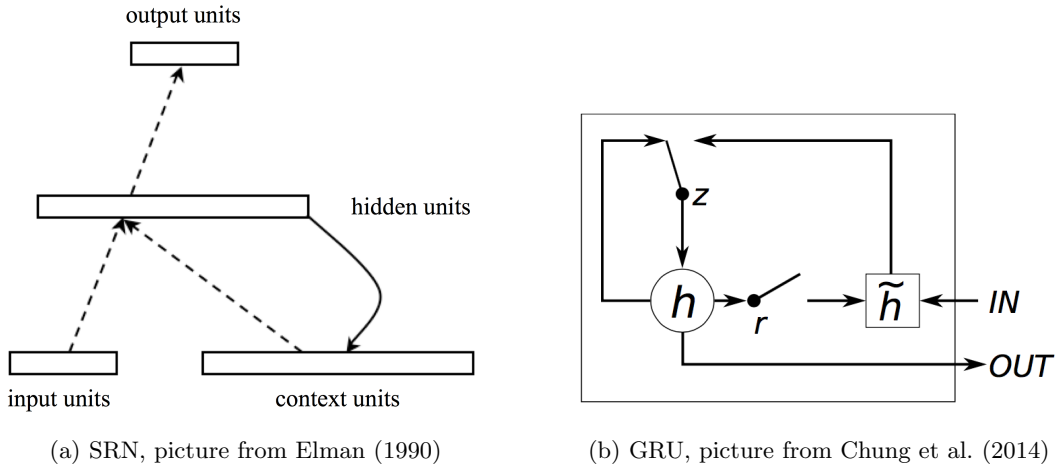 output units
hidden units
input units
context units
(a) SRN, picture from Elman (1990)
z
h
r
h̃
IN
OUT
(b) GRU, picture from Chung et al. (2014)